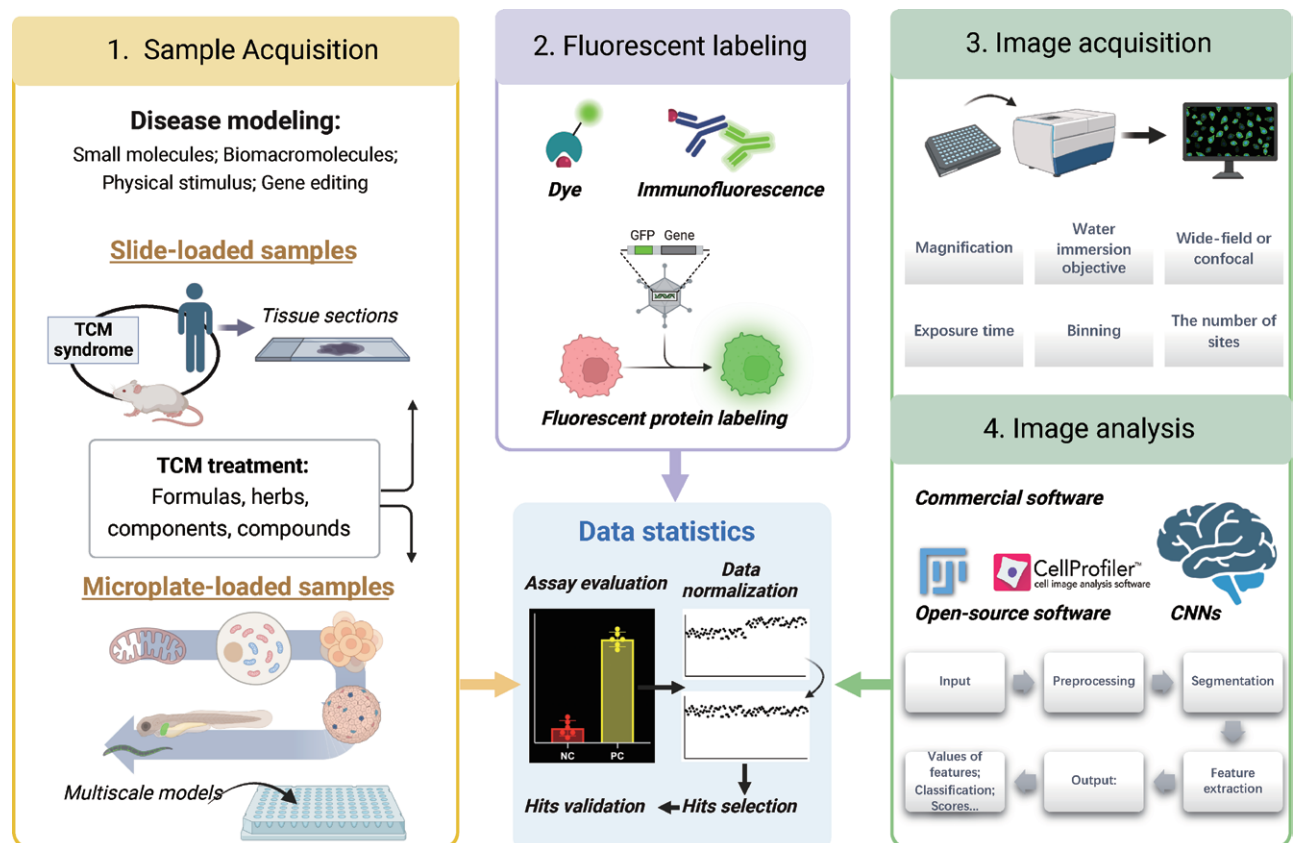 1. Sample Acquisition
Disease modeling:
Small molecules; Biomacromolecules;
Physical stimulus; Gene editing
Slide-loaded samples
TCM
syndrome
Tissue sections
TCM treatment:
Formulas, herbs,
components, compounds
Microplate-loaded samples
Multiscale models
2. Fluorescent labeling
Dye
Immunofluorescence
GFP
Gene
Fluorescent protein labeling
Data statistics
Assay evaluation
Data
normalization
NC
PC
Hits validation
Hits selection
3. Image acquisition
Magnification
Water
immersion
objective
Wide-field or
confocal
Exposure time
Binning
The number of
sites
4. Image analysis
Commercial software
CellProfiler™
cell image analysis software
Open-source software
CNNs
Input
Preprocessing
Segmentation
Values of
features;
Classification;
Scores...
Output:
Feature
extraction